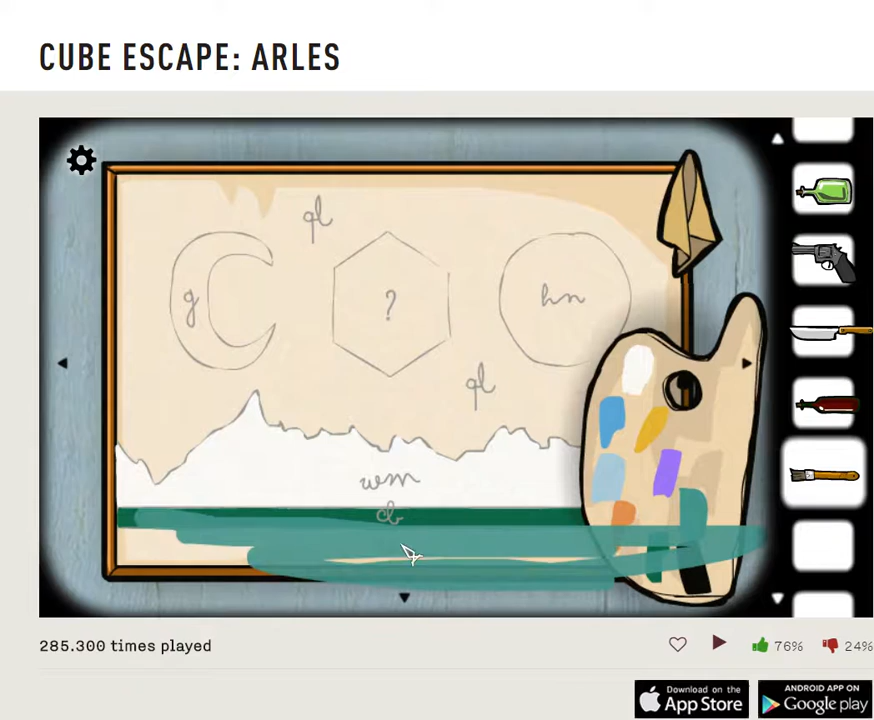 CUBE ESCAPE: ARLES
ql
g
?
hn
ql
wm
cb
285.300 times played
76%
24%
Download on the
App Store
ANDROID APP ON
Google play